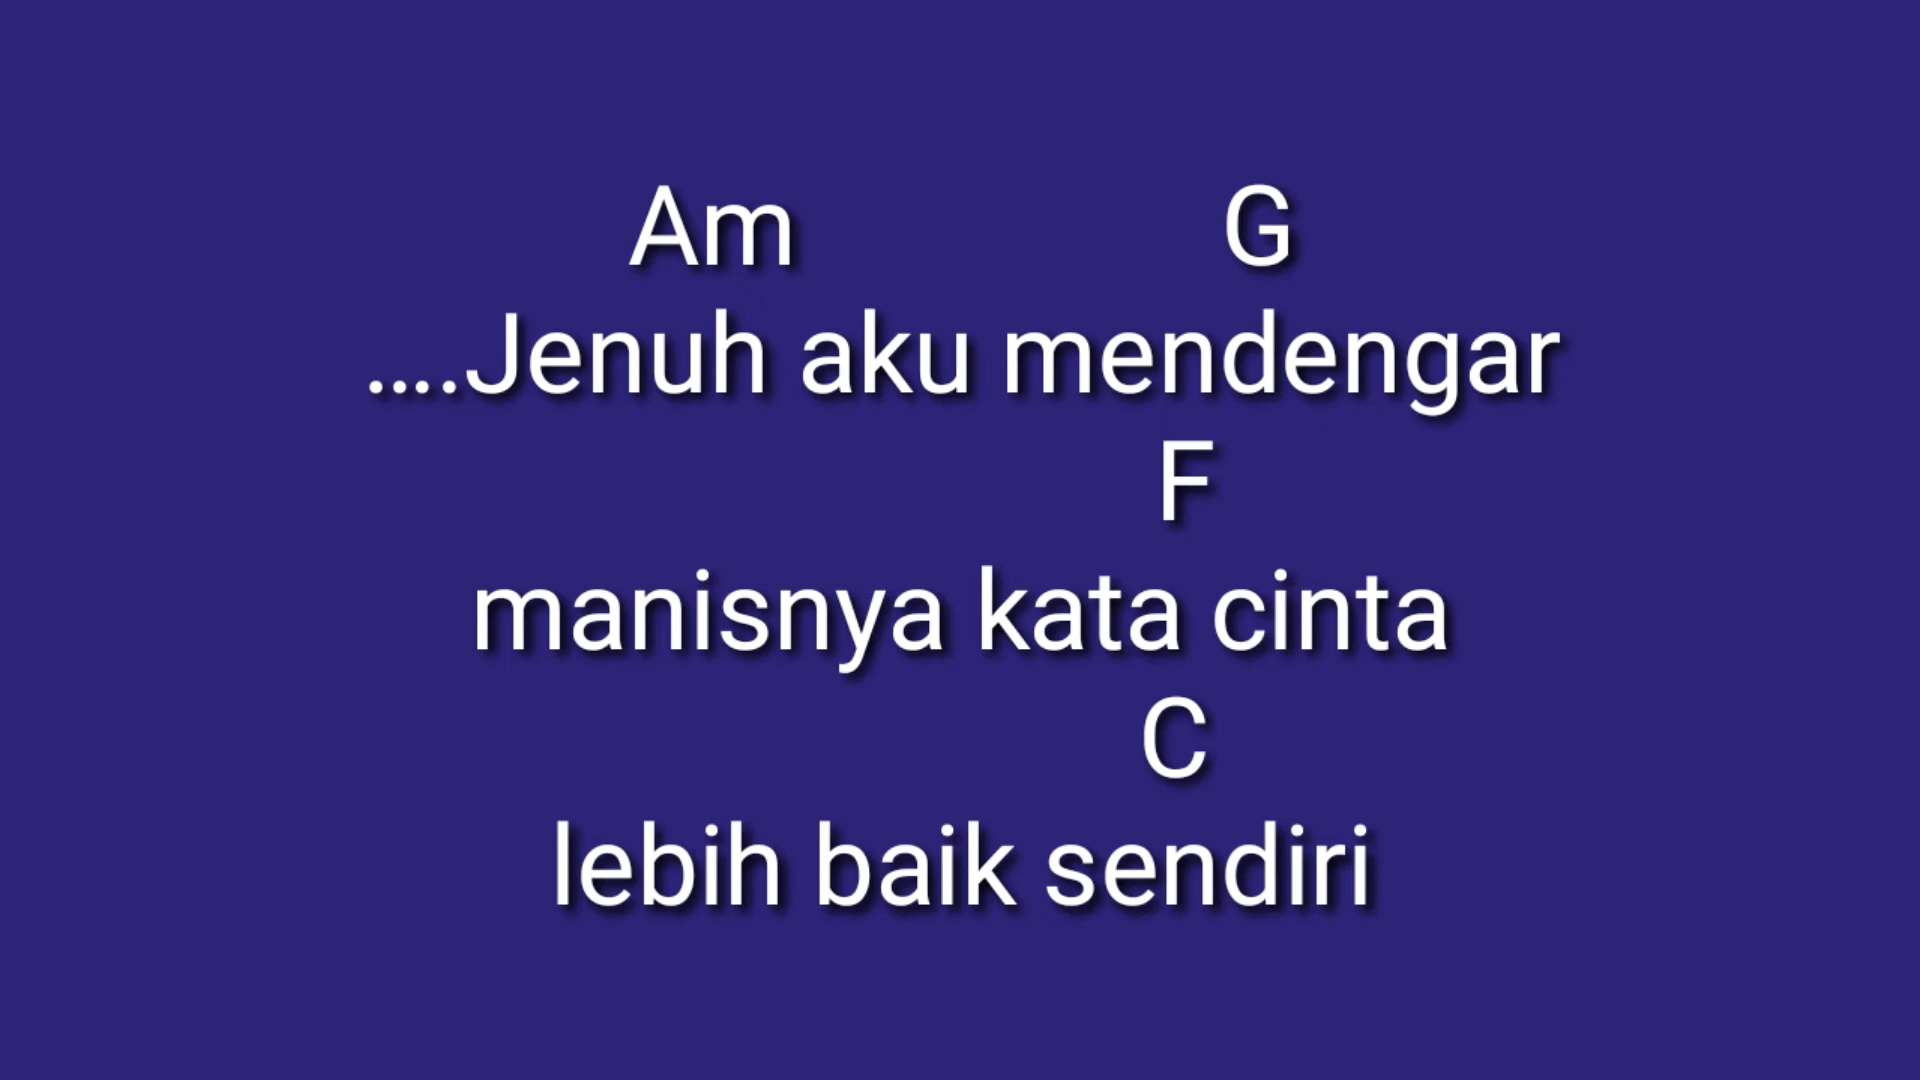 Am G
....Jenuh aku mendengar
F
manisnya kata cinta
C
lebih baik sendiri